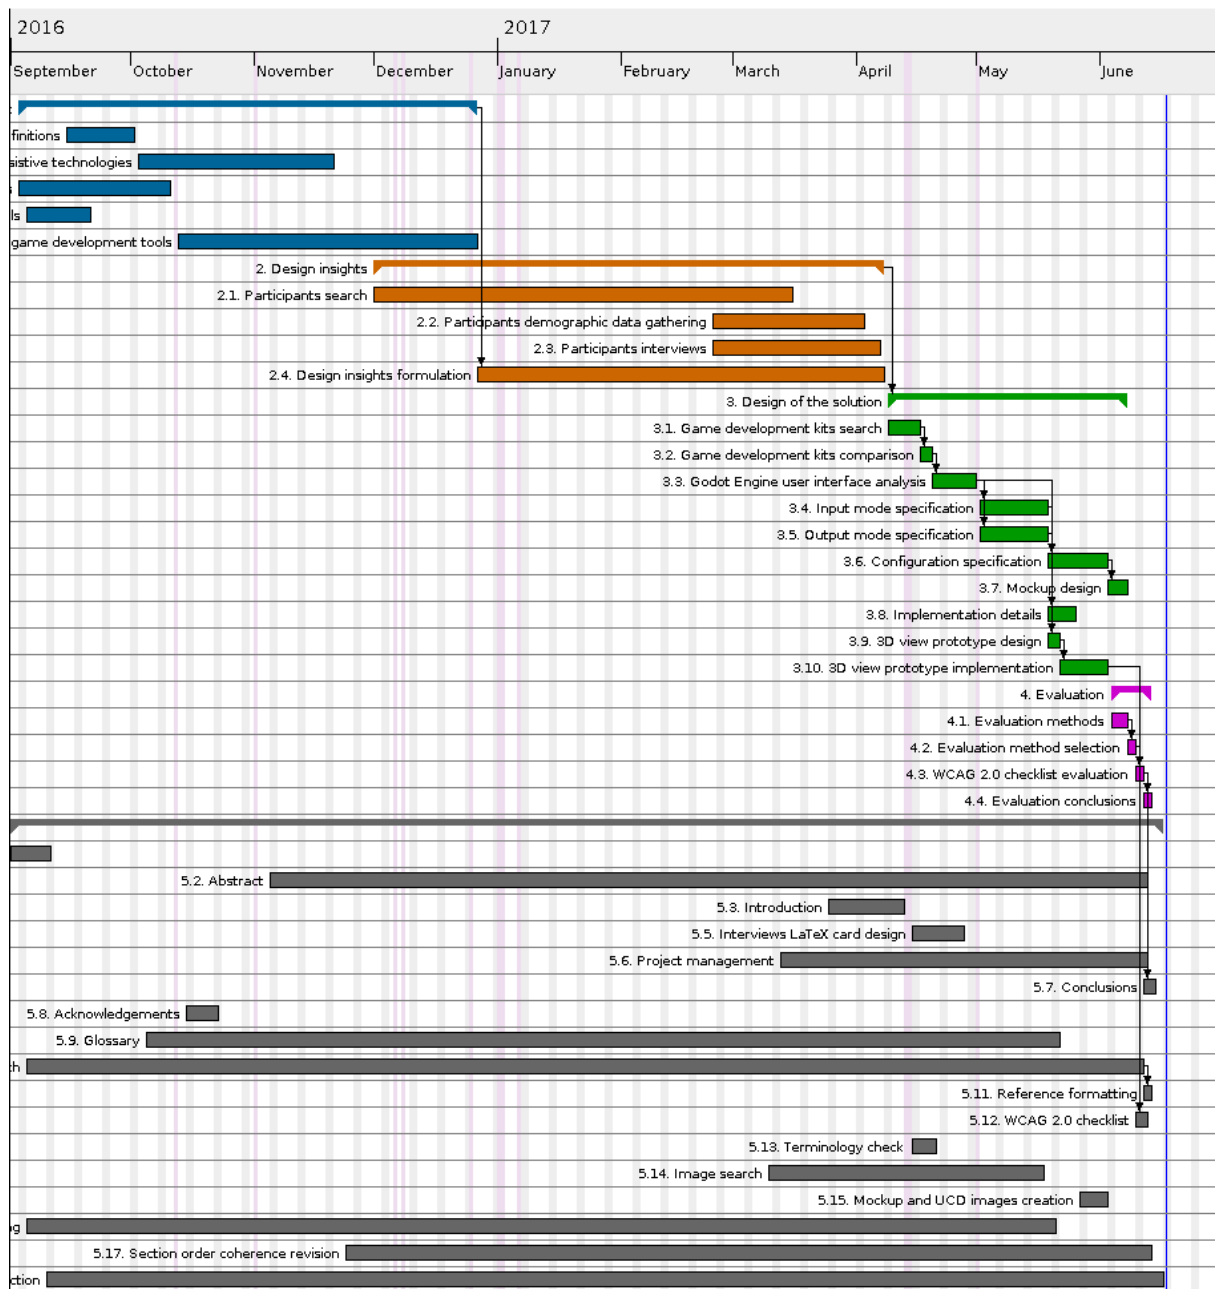 2016 2017
September October November December January February March April May June
finitions
sistive technologies
s
ls
game development tools
2. Design insights
2.1. Participants search
2.2. Participants demographic data gathering
2.3. Participants interviews
2.4. Design insights formulation
3. Design of the solution
3.1. Game development kits search
3.2. Game development kits comparison
3.3. Godot Engine user interface analysis
3.4. Input mode specification
3.5. Output mode specification
3.6. Configuration specification
3.7. Mockup design
3.8. Implementation details
3.9. 3D view prototype design
3.10. 3D view prototype implementation
4. Evaluation
4.1. Evaluation methods
4.2. Evaluation method selection
4.3. WCAG 2.0 checklist evaluation
4.4. Evaluation conclusions
5.2. Abstract
5.3. Introduction
5.5. Interviews LaTeX card design
5.6. Project management
5.7. Conclusions
5.8. Acknowledgements
5.9. Glossary
:h
5.11. Reference formatting
5.12. WCAG 2.0 checklist
5.13. Terminology check
5.14. Image search
5.15. Mockup and UCD images creation
g
5.17. Section order coherence revision
ction